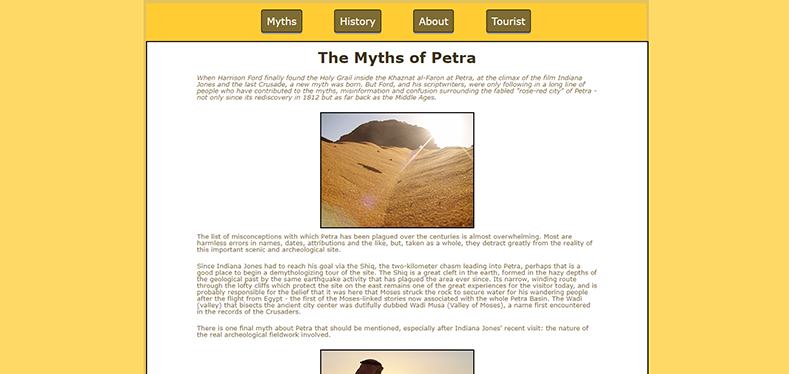 Myths
History
About
Tourist
The Myths of Petra
When Harrison Ford finally found the Holy Grail inside the Khaznat al-Faron at Petra, at the climax of the film Indiana
Jones and the last Crusade, a new myth was born. But Ford, and his scriptwriters, were only following in a long line of
people who have contributed to the myths, misinformation and confusion surrounding the fabled "rose-red city" of Petra -
not only since its rediscovery in 1812 but as far back as the Middle Ages.
The list of misconceptions with which Petra has been plagued over the centuries is almost overwhelming. Most are
harmless errors in names, dates, attributions and the like, but, taken as a whole, they detract greatly from the reality of
this important scenic and archeological site.
Since Indiana Jones had to reach his goal via the Shiq, the two-kilometer chasm leading into Petra, perhaps that is a
good place to begin a demythologizing tour of the site. The Shiq is a great cleft in the earth, formed in the hazy depths of
the geological past by the same earthquake activity that has plagued the area ever since. Its narrow, winding route
through the lofty cliffs which protect the site on the east remains one of the great experiences for the visitor today, and is
probably responsible for the belief that it was here that Moses struck the rock to secure water for his wandering people
after the flight from Egypt - the first of the Moses-linked stories now associated with the whole Petra Basin. The Wadi
(valley) that bisects the ancient city center was dutifully dubbed Wadi Musa (Valley of Moses), a name first encountered
in the records of the Crusaders.
There is one final myth about Petra that should be mentioned, especially after Indiana Jones' recent visit: the nature of
the real archeological fieldwork involved.